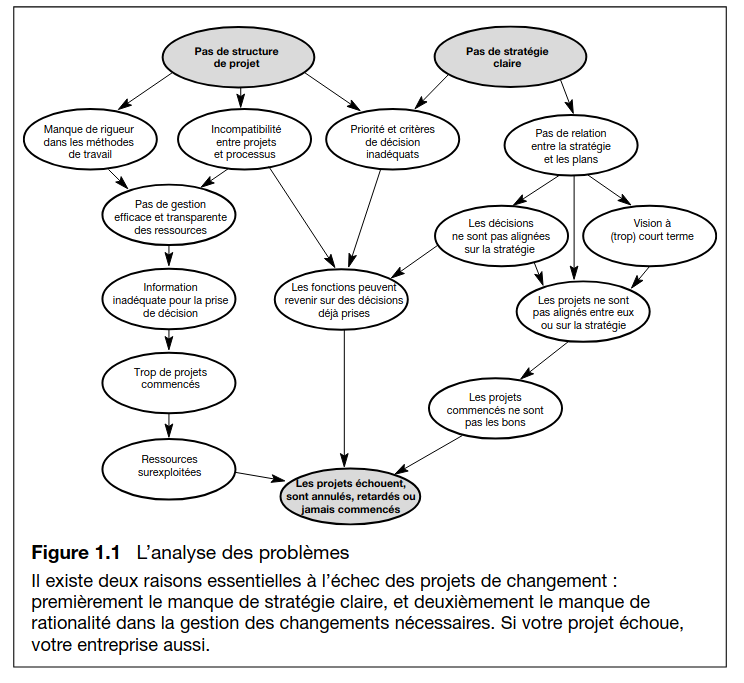 Pas de structure
de projet
Pas de stratégie
claire
Manque de rigueur
dans les méthodes
de travail
Incompatibilité
entre projets
et processus
Priorité et critères
de décision
inadéquats
Pas de relation
entre la stratégie
et les plans
Pas de gestion
efficace et transparente
des ressources
Les décisions
ne sont pas alignées
sur la stratégie
Vision à
(trop) court terme
Information
inadéquate pour la prise
de décision
Les fonctions peuvent
revenir sur des décisions
déjà prises
Les projets ne sont
pas alignés entre eux
ou sur la stratégie
Trop de projets
commencés
Les projets
commencés ne sont
pas les bons
Ressources
surexploitées
Les projets échouent,
sont annulés, retardés ou
jamais commencés
Figure 1.1 L’analyse des problèmes
Il existe deux raisons essentielles à l’échec des projets de changement :
premièrement le manque de stratégie claire, et deuxièmement le manque de
rationalité dans la gestion des changements nécessaires. Si votre projet échoue,
votre entreprise aussi.